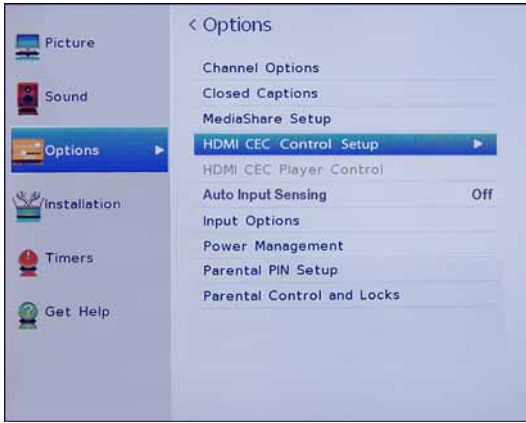 Picture
Sound
Options
Installation
Timers
Get Help
< Options
Channel Options
Closed Captions
MediaShare Setup
HDMI CEC Control Setup
HDMI CEC Player Control
Auto Input Sensing Off
Input Options
Power Management
Parental PIN Setup
Parental Control and Locks